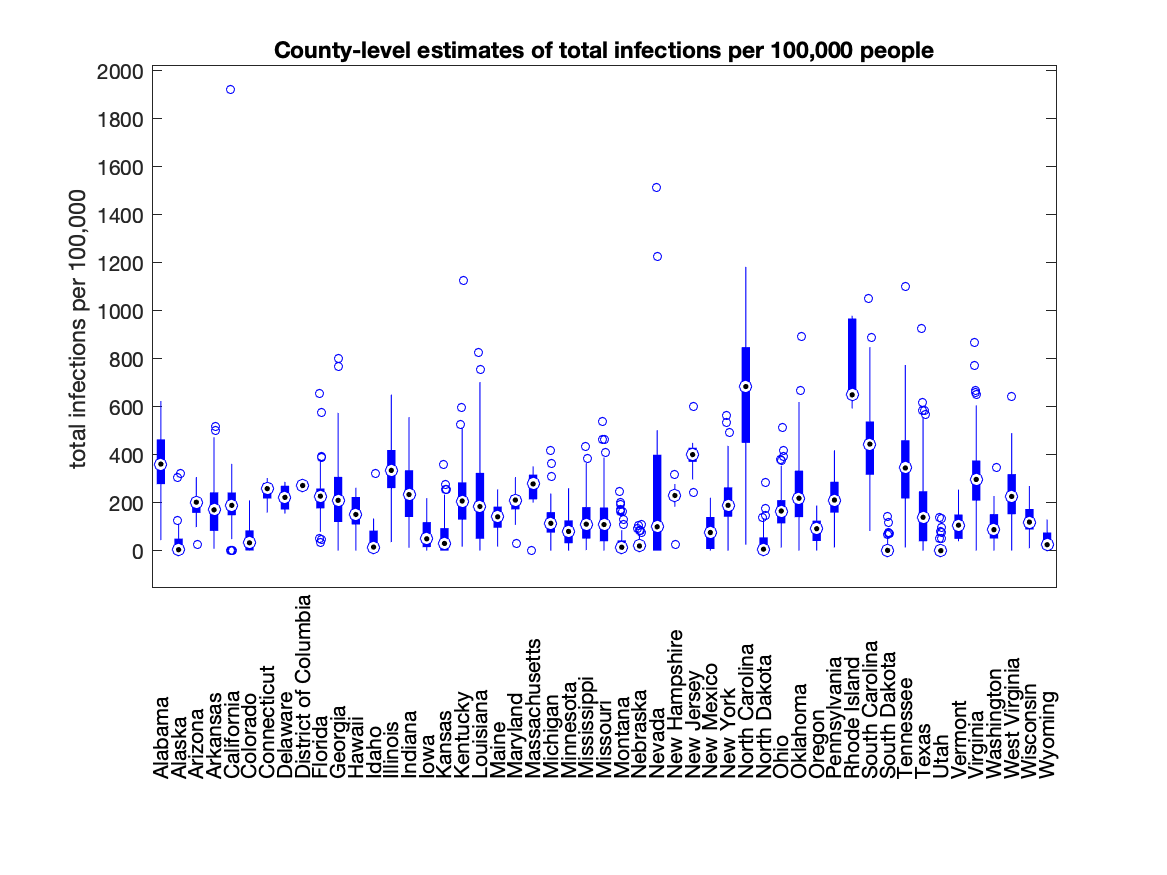 County-level estimates of total infections per 100,000 people
total infections per 100,000
2000
1800
1600
1400
1200
1000
800
600
400
200
0
Alabama
Alaska
Arizona
Arkansas
California
Colorado
Connecticut
Delaware
District of Columbia
Florida
Georgia
Hawaii
Idaho
Illinois
Indiana
Iowa
Kansas
Kentucky
Louisiana
Maine
Maryland
Massachusetts
Michigan
Minnesota
Mississippi
Missouri
Montana
Nebraska
Nevada
New Hampshire
New Jersey
New Mexico
New York
North Carolina
North Dakota
Ohio
Oklahoma
Oregon
Pennsylvania
Rhode Island
South Carolina
South Dakota
Tennessee
Texas
Utah
Vermont
Virginia
Washington
West Virginia
Wisconsin
Wyoming